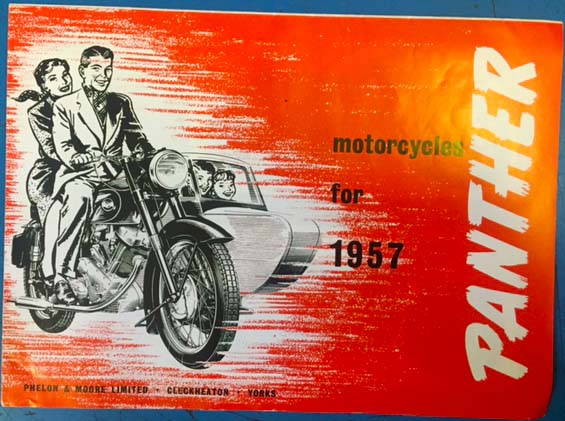 motorcycles
for
1957
PANTHER
PHELON & MOORE LIMITED · CLECKHEATON · YORKS